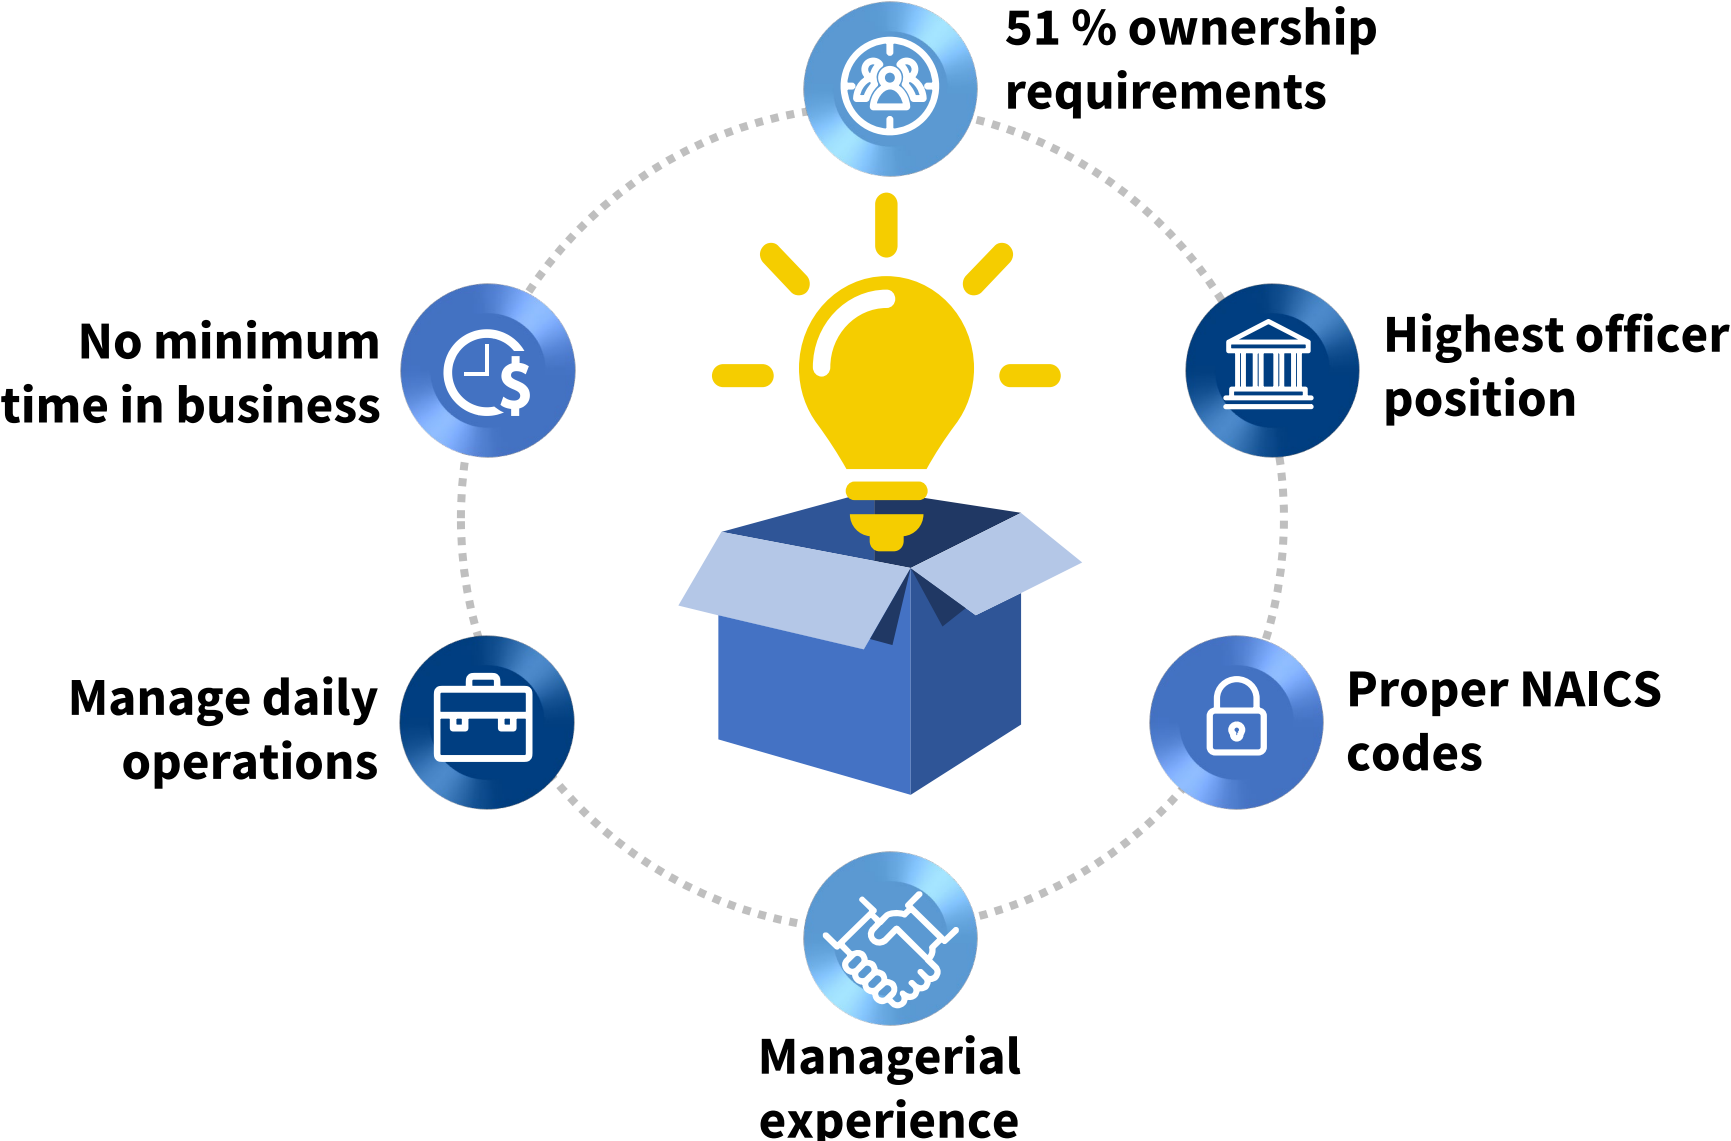 51 % ownership
requirements
Highest officer
position
Proper NAICS
codes
Managerial
experience
Manage daily
operations
No minimum
time in business
$